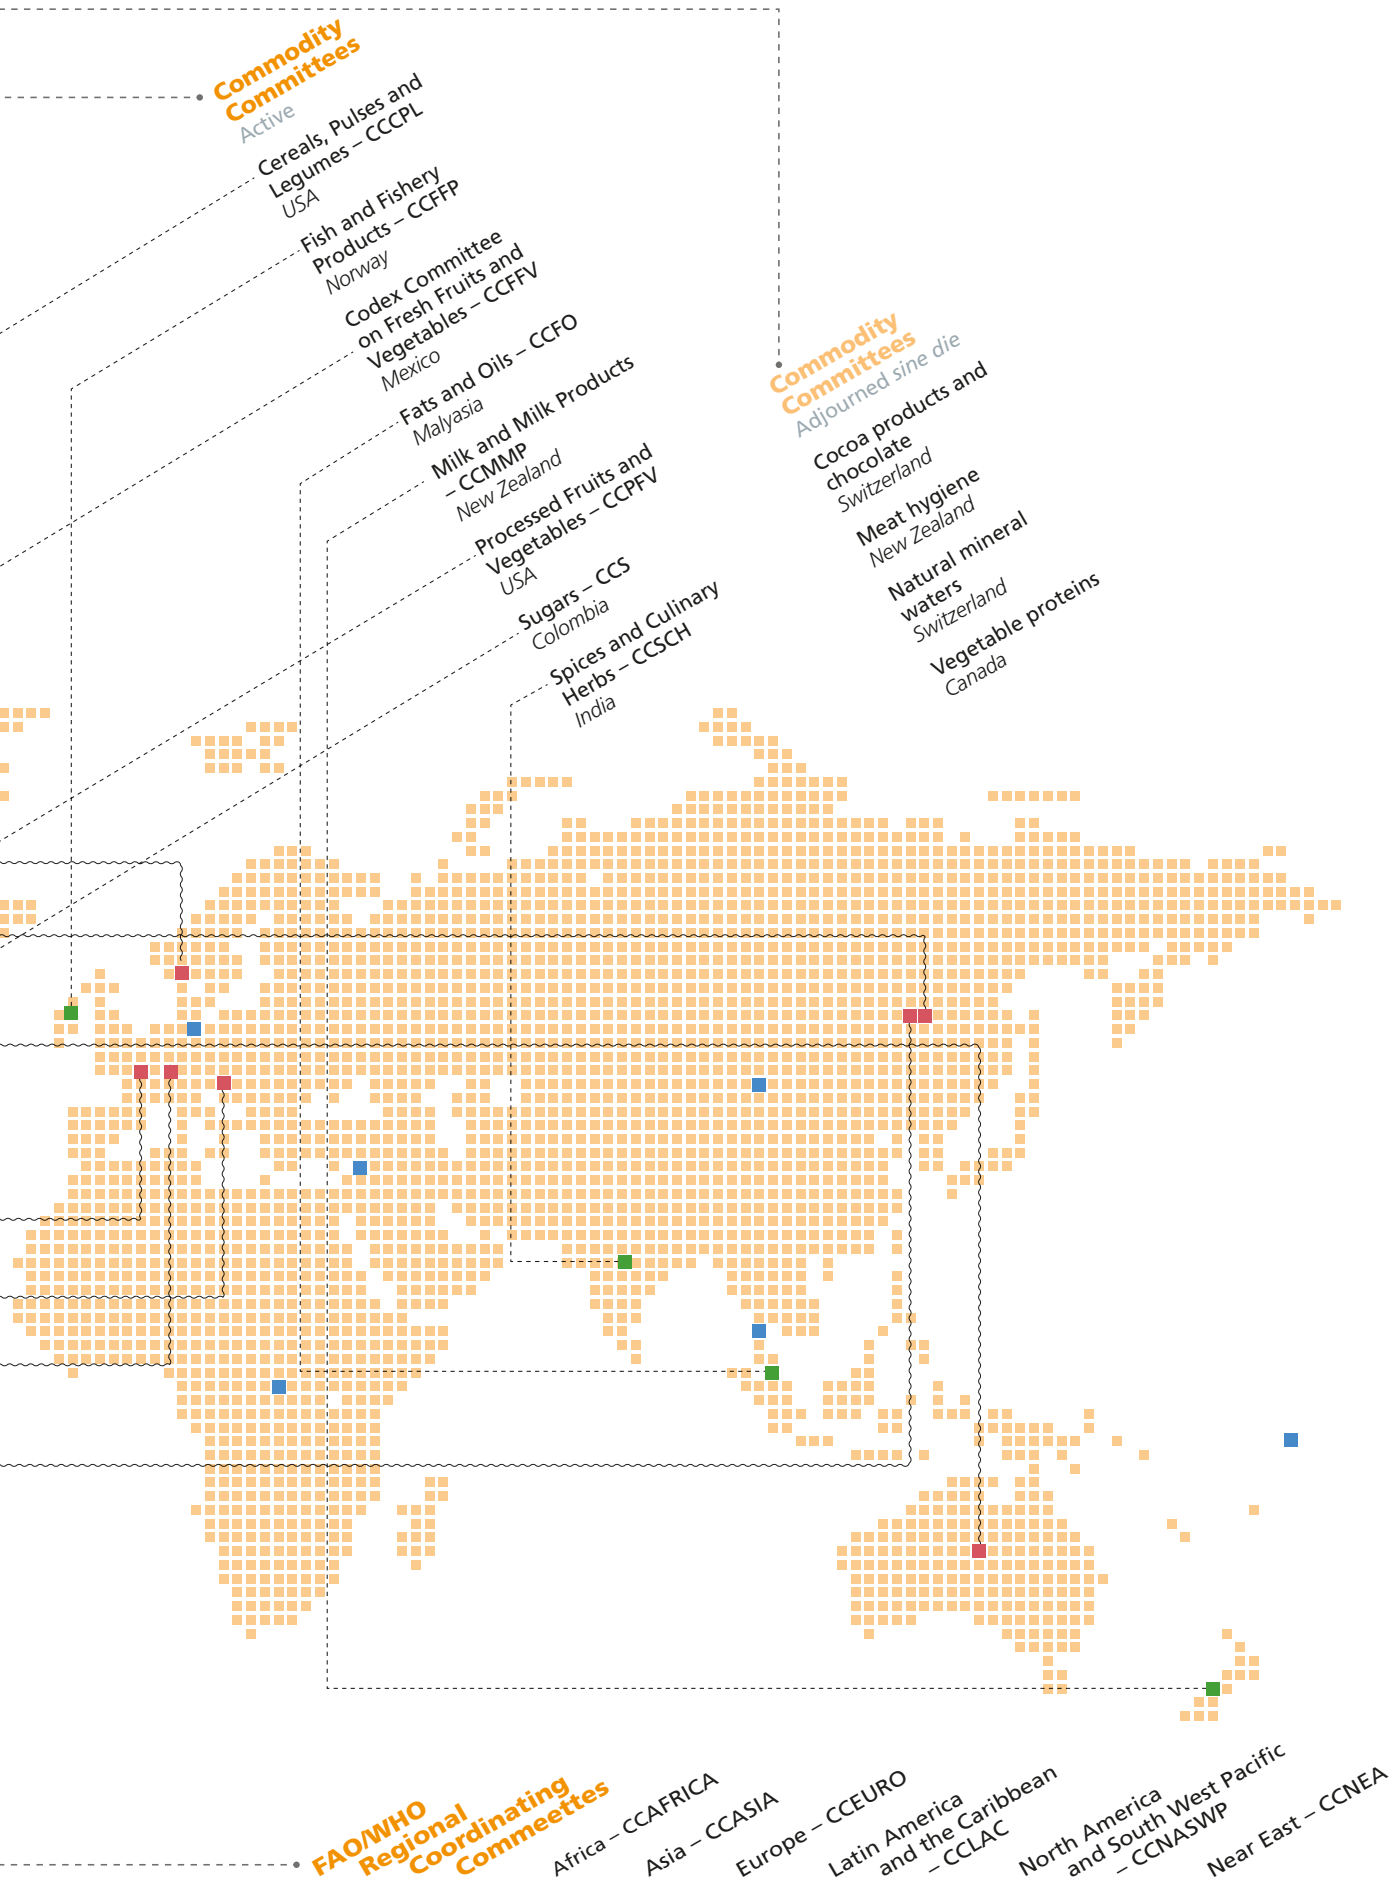 Commodity
Committees
Active
Cereals, Pulses and
Legumes – CCCPL
USA
Fish and Fishery
Products – CCFFP
Norway
Codex Committee
on Fresh Fruits and
Vegetables – CCFFV
Mexico
Fats and Oils – CCFO
Malyasia
Milk and Milk Products
– CCMMP
New Zealand
Processed Fruits and
Vegetables – CCPFV
USA
Sugars – CCS
Colombia
Spices and Culinary
Herbs – CCSCH
India
Commodity
Committees
Adjourned sine die
Cocoa products and
chocolate
Switzerland
Meat hygiene
New Zealand
Natural mineral
waters
Switzerland
Vegetable proteins
Canada
FAO/WHO
Regional
Coordinating
Commeettes
Africa – CCAFRICA
Asia – CCASIA
Europe – CCEURO
Latin America
and the Caribbean
– CCLAC
North America
and South West Pacific
– CCNASWP
Near East – CCNEA